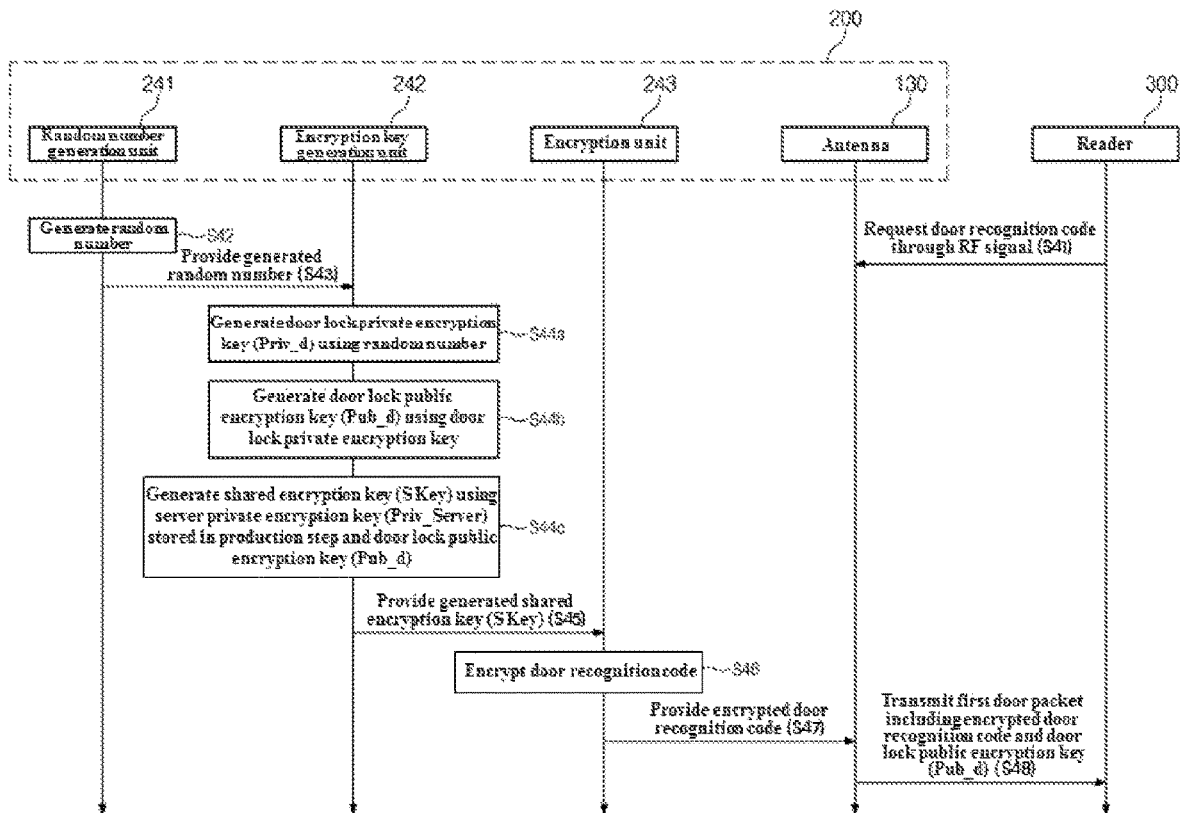 200
241
242
243
130
300
Random number
generation unit
Encryption key
generation unit
Encryption unit
Antenna
Reader
Generate random
number
S42
Request door recognition code
through RF signal (S41)
Provide generated
random number (S43)
Generate door lock private encryption
key (Priv_d) using random number
S44a
Generate door lock public
encryption key (Pub_d) using door
lock private encryption key
S44b
Generate shared encryption key (SKey) using
server private encryption key (Priv_Server)
stored in production step and door lock public
encryption key (Pub_d)
S44c
Provide generated shared
encryption key (SKey) (S45)
Encrypt door recognition code
S46
Provide encrypted door
recognition code (S47)
Transmit first door packet
including encrypted door
recognition code and door
lock public encryption key
(Pub_d) (S48)